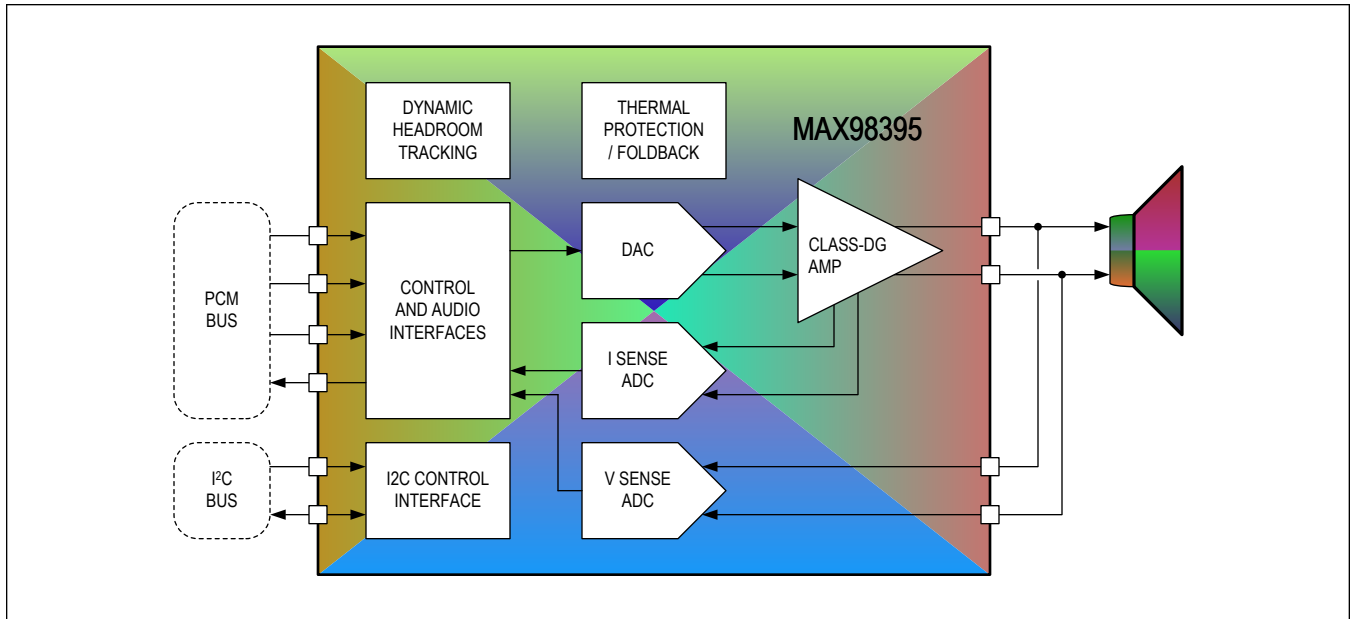 DYNAMIC
HEADROOM
TRACKING
THERMAL
PROTECTION
/ FOLDBACK
MAX98395
PCM
BUS
CONTROL
AND AUDIO
INTERFACES
DAC
CLASS-DG
AMP
I SENSE
ADC
I²C
BUS
I2C CONTROL
INTERFACE
V SENSE
ADC